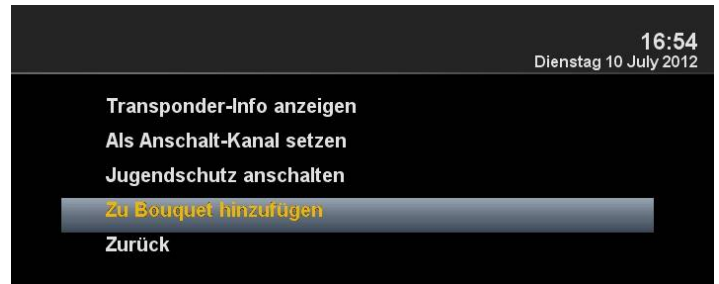 16:54
Dienstag 10 July 2012
Transponder-Info anzeigen
Als Anschalt-Kanal setzen
Jugendschutz anschalten
Zu Bouquet hinzufügen
Zurück